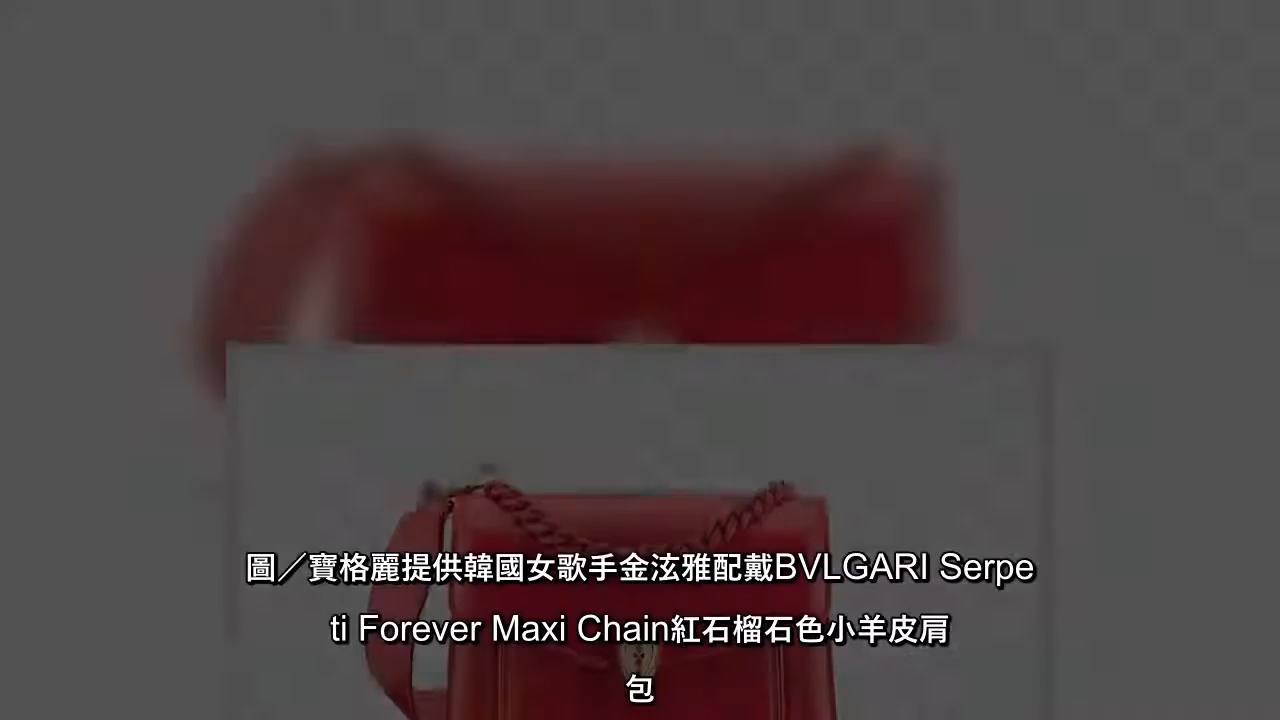 圖／寶格麗提供韓國女歌手金泫雅配戴BVLGARI Serpe
ti Forever Maxi Chain紅石榴石色小羊皮肩
包